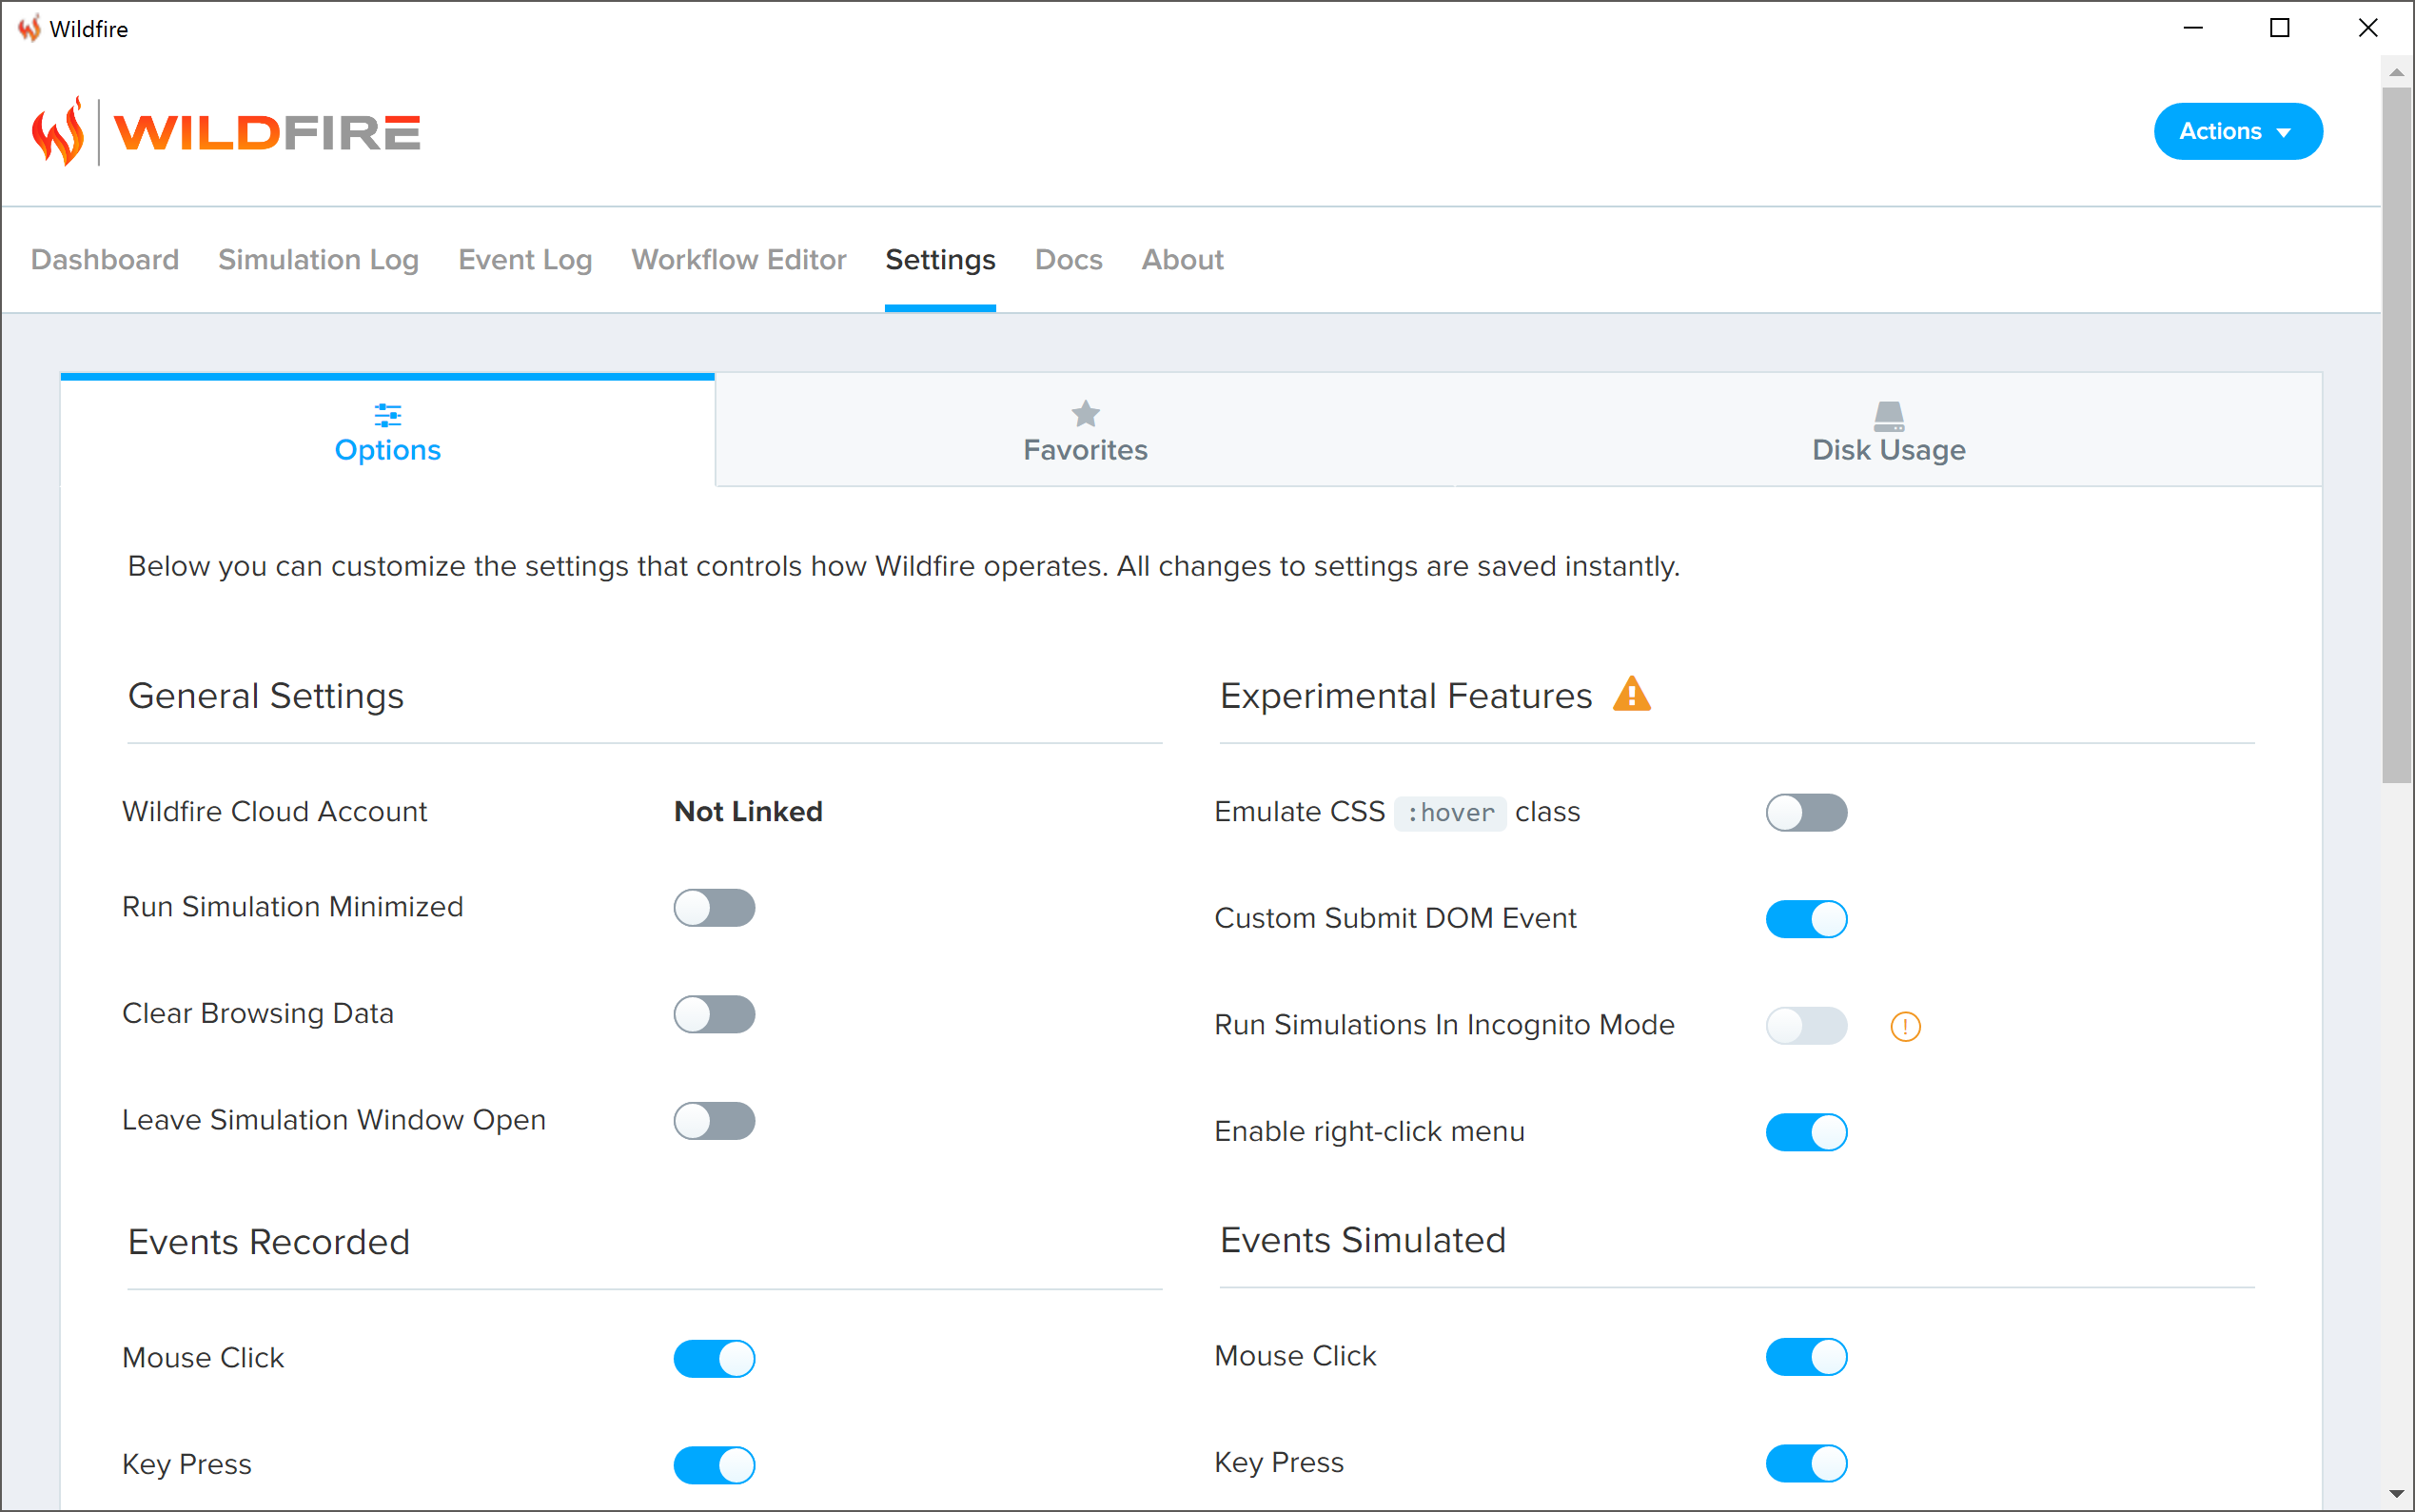 Wildfire
WILDFIRE
Actions
Dashboard Simulation Log Event Log Workflow Editor Settings Docs About
Options Favorites Disk Usage
Below you can customize the settings that controls how Wildfire operates. All changes to settings are saved instantly.
General Settings
Wildfire Cloud Account Not Linked
Run Simulation Minimized
Clear Browsing Data
Leave Simulation Window Open
Events Recorded
Mouse Click
Key Press
Experimental Features
Emulate CSS :hover class
Custom Submit DOM Event
Run Simulations In Incognito Mode
Enable right-click menu
Events Simulated
Mouse Click
Key Press